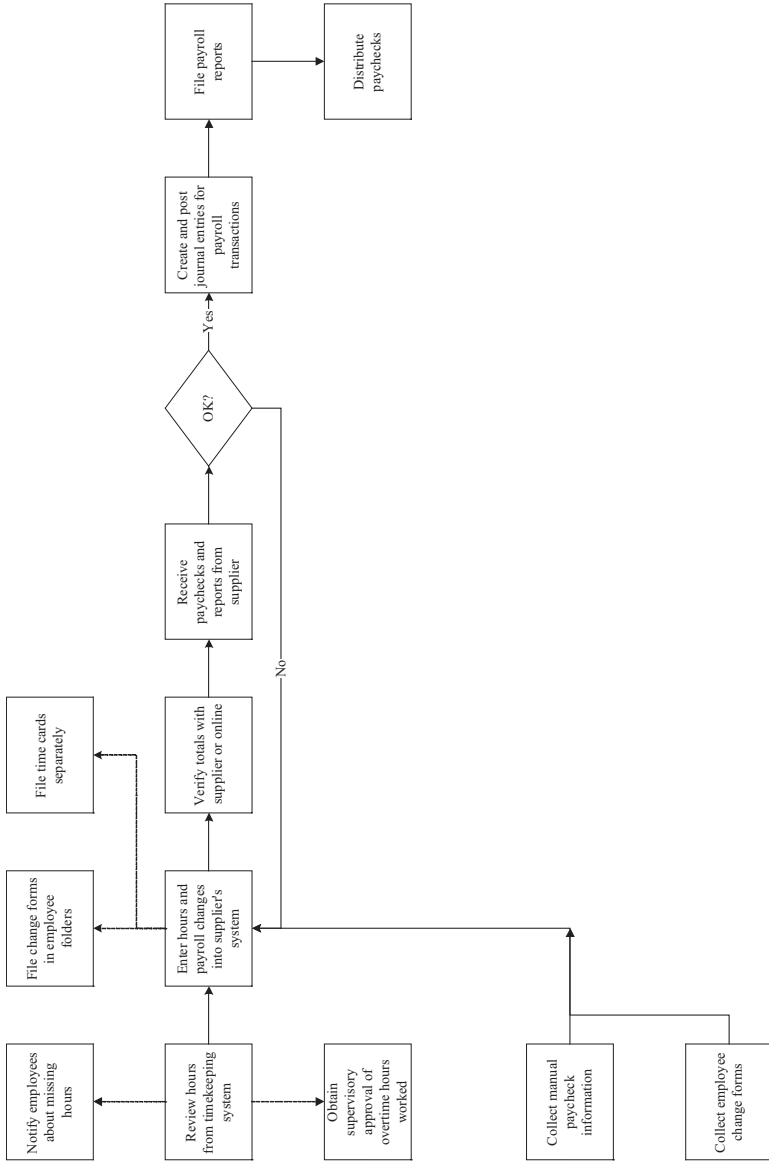 Notify employees
about missing
hours
File change forms
in employee
folders
File time cards
separately
Review hours
from timekeeping
system
Enter hours and
payroll changes
into supplier's
system
Verify totals with
supplier or online
Receive
paychecks and
reports from
supplier
OK?
Yes
Create and post
journal entries for
payroll
transactions
File payroll
reports
No
Obtain
supervisory
approval of
overtime hours
worked
Distribute
paychecks
Collect manual
paycheck
information
Collect employee
change forms